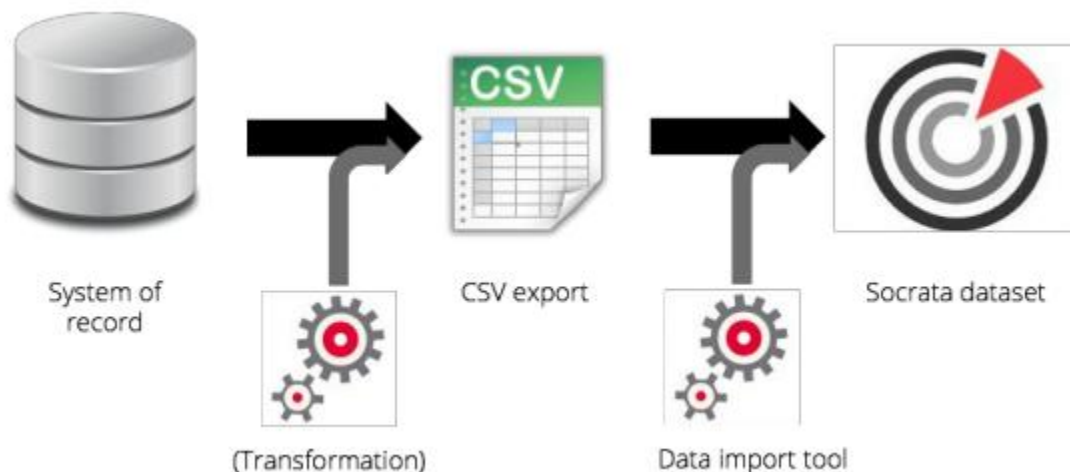 CSV
System of
record
CSV export
Socrata dataset
(Transformation)
Data import tool